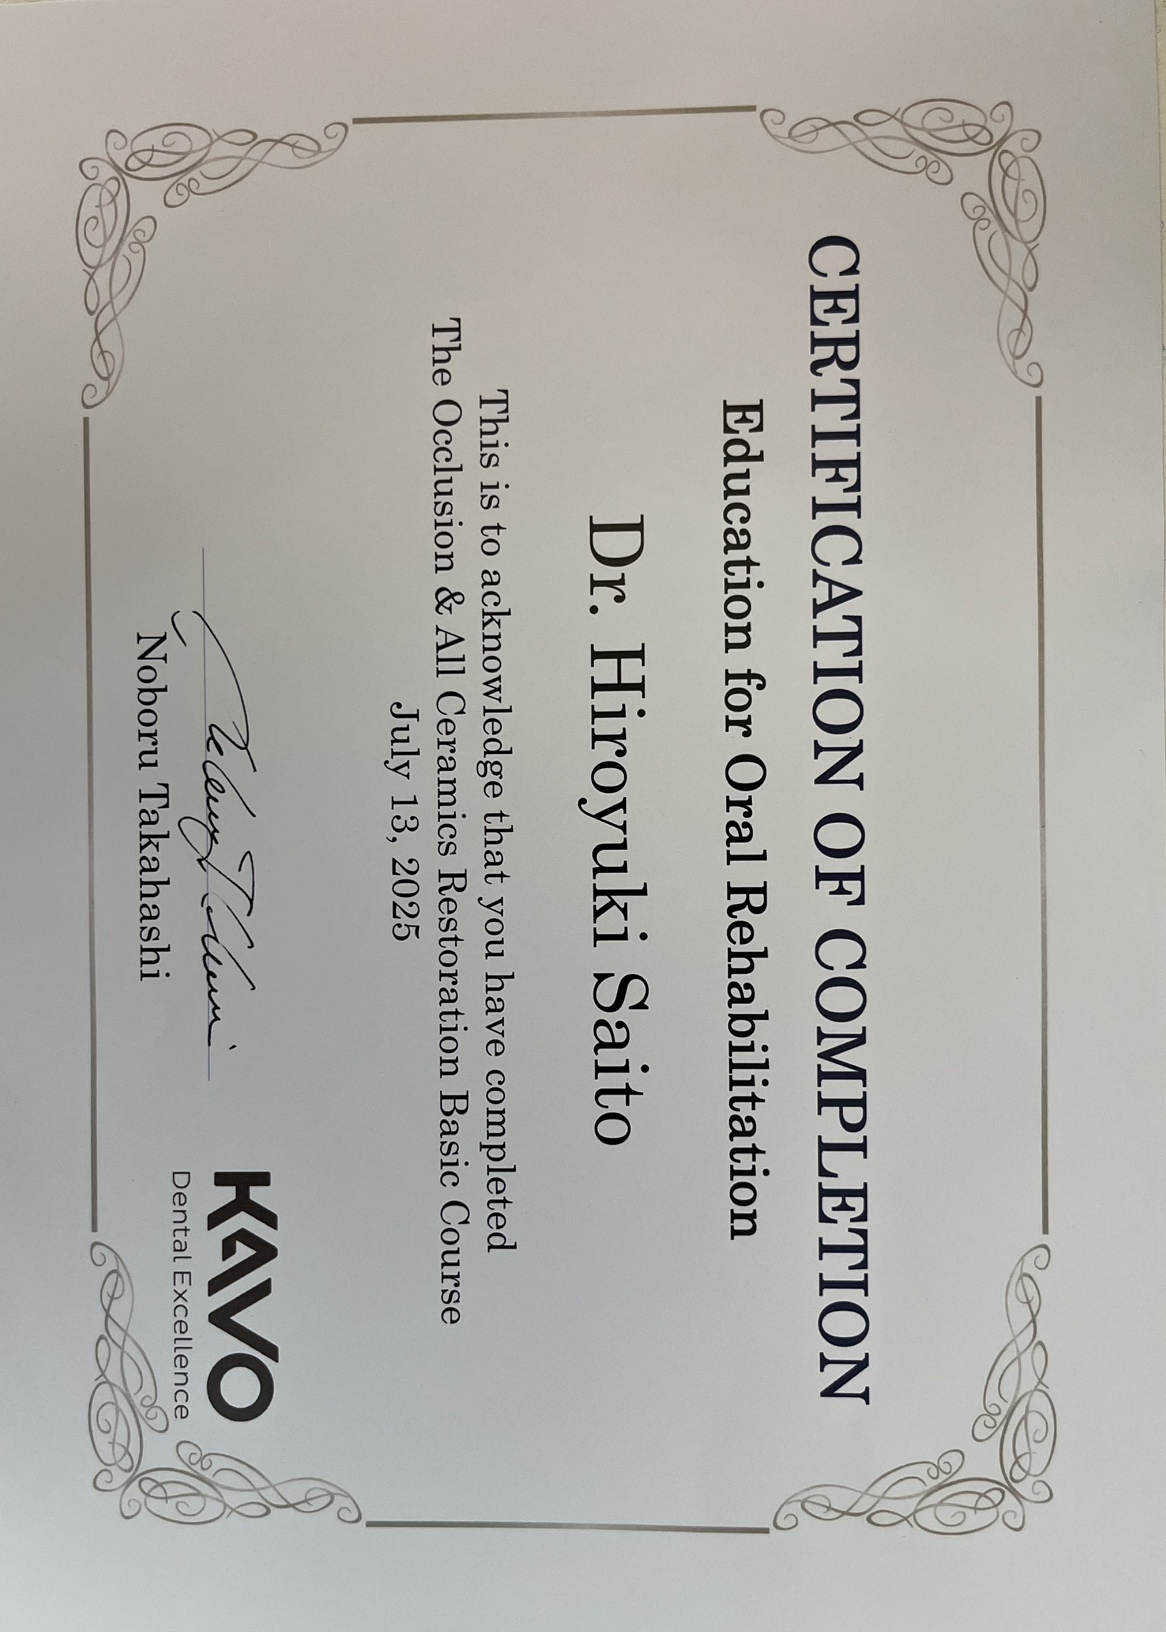 CERTIFICATION OF COMPLETION
Education for Oral Rehabilitation
Dr. Hiroyuki Saito
This is to acknowledge that you have completed
The Occlusion & All Ceramics Restoration Basic Course
July 13, 2025
Noboru Takahashi
KAVO
Dental Excellence